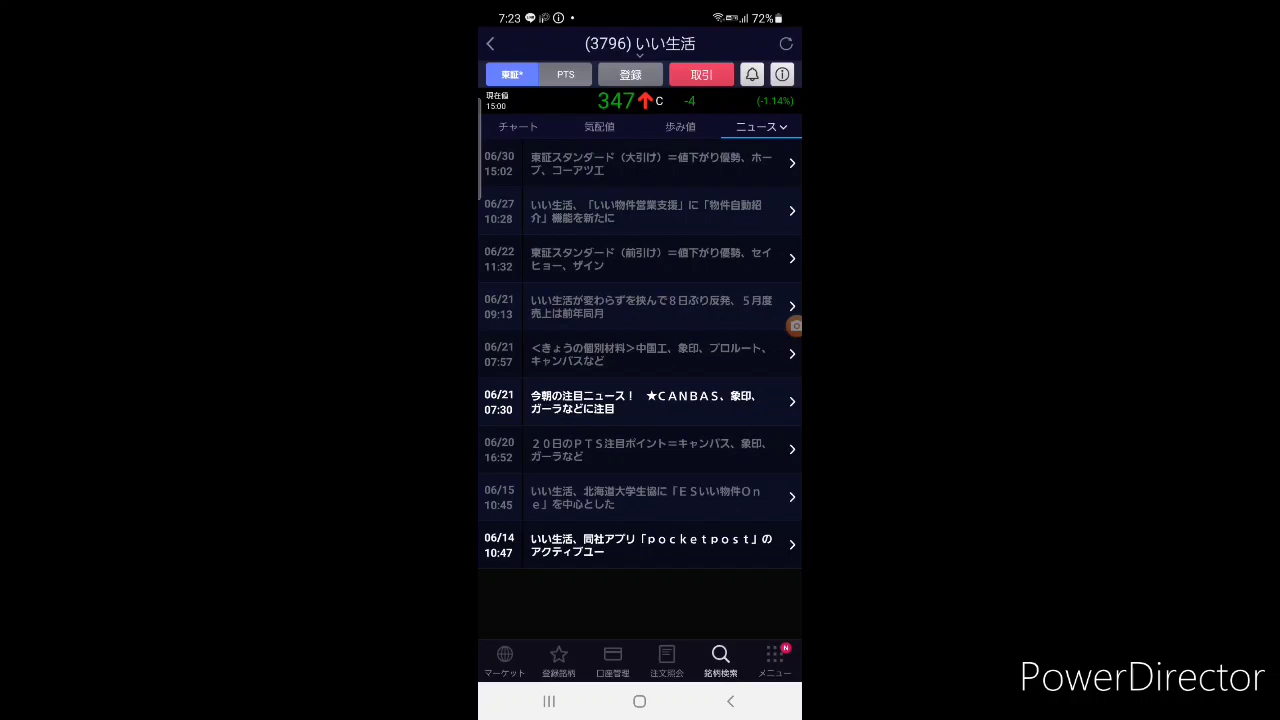 7:23
72%
(3796) いい生活
東証*
PTS
登録
取引
現在値
15:00
347
C
-4
(-1.14%)
チャート
気配値
歩み値
ニュース
06/30
15:02
東証スタンダード（大引け）＝値下がり優勢、ホー
プ、コーアツ工
06/27
10:28
いい生活、「いい物件営業支援」に「物件自動紹
介」機能を新たに
06/22
11:32
東証スタンダード（前引け）＝値下がり優勢、セイ
ヒョー、ザイン
06/21
09:13
いい生活が変わらずを挟んで８日ぶり反発、５月度
売上は前年同月
06/21
07:57
＜きょうの個別材料＞中国工、象印、プロルート、
キャンバスなど
06/21
07:30
今朝の注目ニュース！　★ＣＡＮＢＡＳ、象印、
ガーラなどに注目
06/20
16:52
２０日のＰＴＳ注目ポイント＝キャンバス、象印、
ガーラなど
06/15
10:45
いい生活、北海道大学生協に「ＥＳいい物件Ｏｎ
ｅ」を中心とした
06/14
10:47
いい生活、同社アプリ「ｐｏｃｋｅｔｐｏｓｔ」の
アクティブユー
マーケット
登録銘柄
口座管理
注文照会
銘柄検索
N
メニュー
PowerDirector